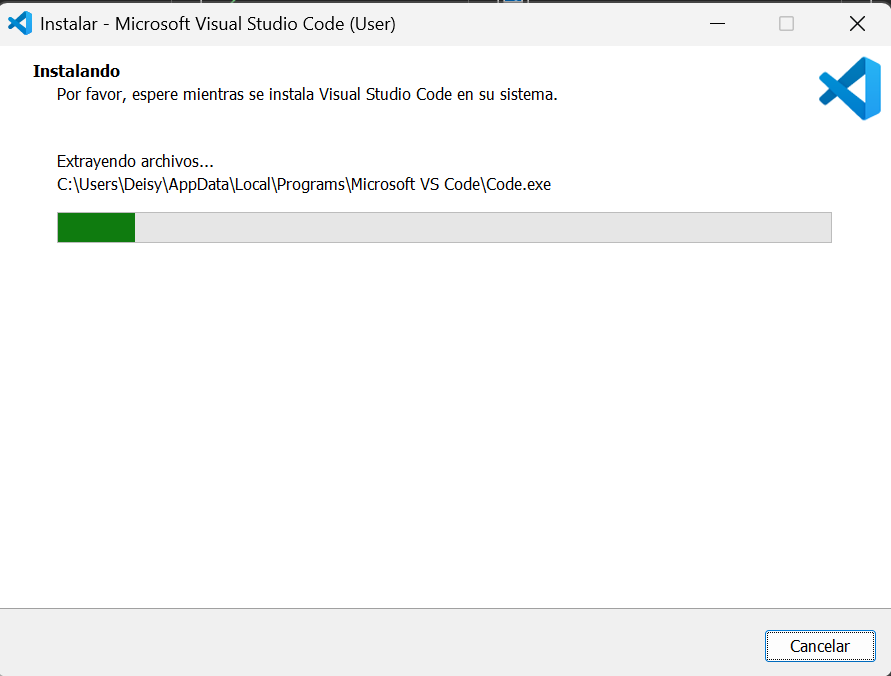 Instalar - Microsoft Visual Studio Code (User)
Instalando
Por favor, espere mientras se instala Visual Studio Code en su sistema.
Extrayendo archivos...
C:\Users\Deisy\AppData\Local\Programs\Microsoft VS Code\Code.exe
Cancelar